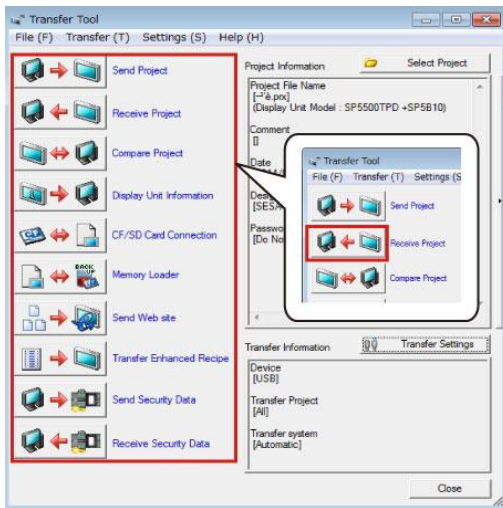 Transfer Tool
File (F) Transfer (T) Settings (S) Help (H)
Send Project
Receive Project
Compare Project
Display Unit Information
CF/SD Card Connection
BACK UP
Memory Loader
Send Web site
Transfer Enhanced Recipe
Send Security Data
Receive Security Data
Project Information
Select Project
Project File Name
(Display Unit Model : SP5500TPD +SP5B10)
Comment
[]
Date
[SESA
[Do No
Transfer Tool
File (F) Transfer (T) Settings (S
Send Project
Receive Project
Compare Project
Transfer Information
Transfer Settings
Device
[USB]
Transfer Project
[All]
Transfer system
[Automatic]
Close